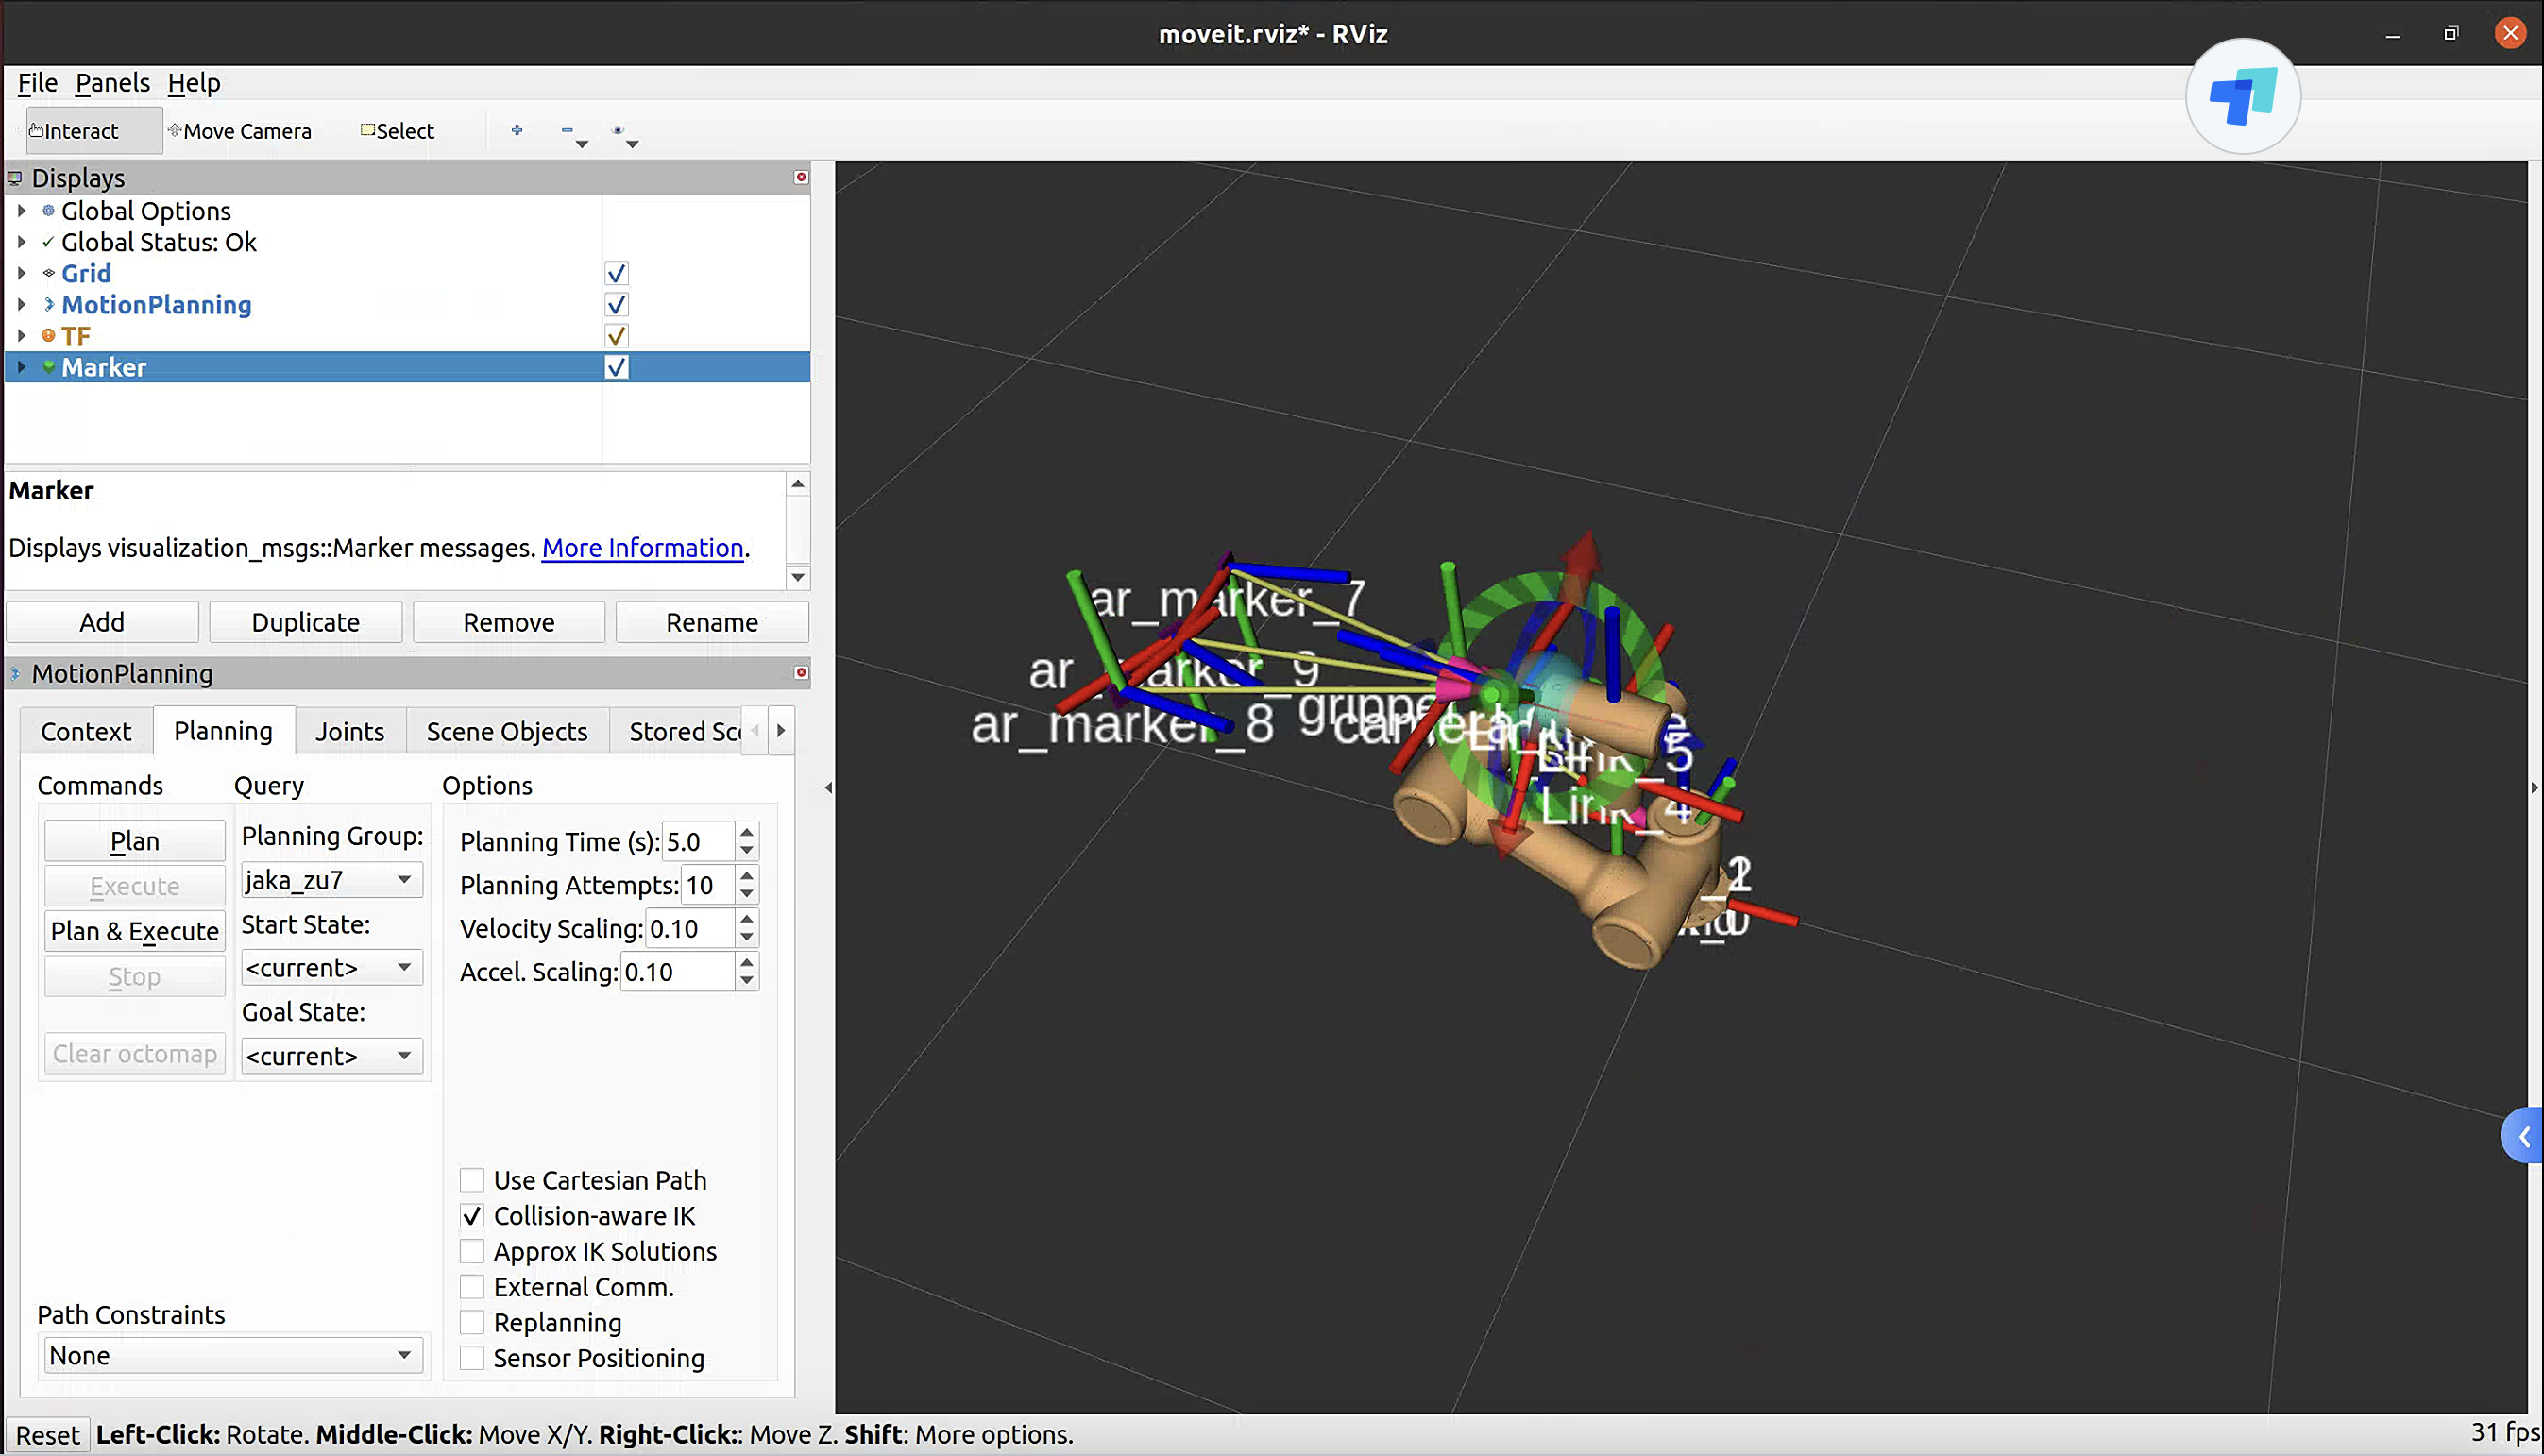 moveit.rviz* - RViz
File Panels Help
Interact Move Camera Select
Displays
Global Options
Global Status: Ok
Grid
MotionPlanning
TF
Marker
Marker
Displays visualization_msgs::Marker messages. More Information.
Add Duplicate Remove Rename
MotionPlanning
Context Planning Joints Scene Objects Stored Sc
Commands Query Options
Plan
Execute
Plan & Execute
Stop
Clear octomap
Planning Group:
jaka_zu7
Start State:
<current>
Goal State:
<current>
Planning Time (s): 5.0
Planning Attempts: 10
Velocity Scaling: 0.10
Accel. Scaling: 0.10
Use Cartesian Path
Collision-aware IK
Approx IK Solutions
External Comm.
Replanning
Sensor Positioning
Path Constraints
None
ar_marker_7
ar_marker_9
ar_marker_8
Link_5
Link_4
Reset Left-Click: Rotate. Middle-Click: Move X/Y. Right-Click:: Move Z. Shift: More options.
31 fps